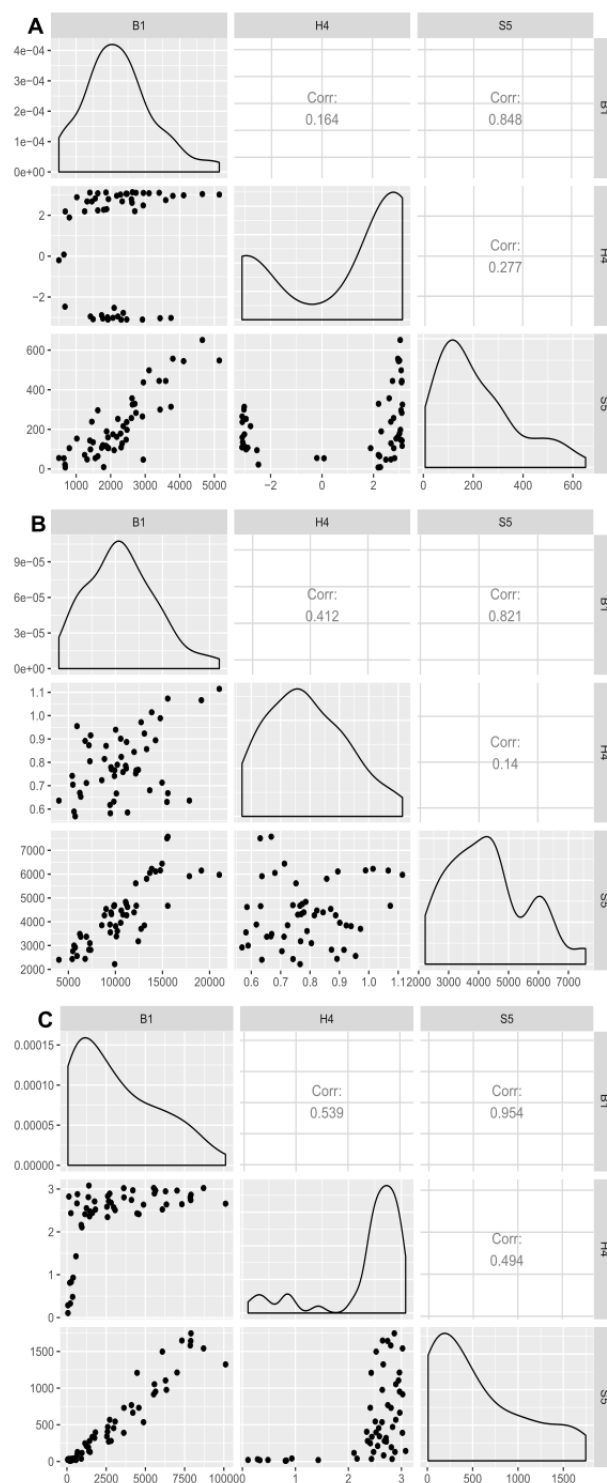 A
B1 H4 S5
4e−04
3e−04
2e−04
1e−04
0e+00
Corr:
0.164
Corr:
0.848
B1
2
0
−2
Corr:
0.277
H4
600
400
200
0
S5
1000 2000 3000 4000 5000 −2 0 2 0 200 400 600
B
B1 H4 S5
9e−05
6e−05
3e−05
0e+00
Corr:
0.412
Corr:
0.821
B1
1.1
1.0
0.9
0.8
0.7
0.6
Corr:
0.14
H4
7000
6000
5000
4000
3000
2000
S5
5000 10000 15000 20000 0.6 0.7 0.8 0.9 1.0 1.1 2000 3000 4000 5000 6000 7000
C
B1 H4 S5
0.00015
0.00010
0.00005
0.00000
Corr:
0.539
Corr:
0.954
B1
3
2
1
0
Corr:
0.494
H4
1500
1000
500
0
S5
0 2500 5000 7500 10000 1 2 3 0 500 1000 1500